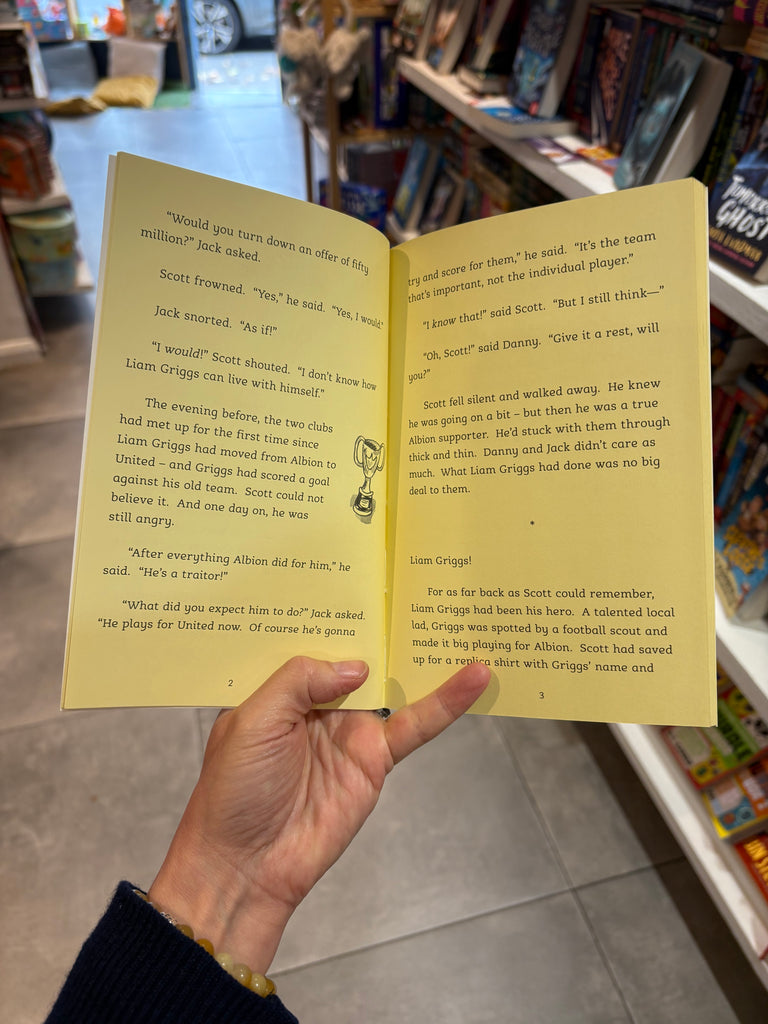 “Would you turn down an offer of fifty
million?” Jack asked.
Scott frowned. “Yes,” he said. “Yes, I would.”
Jack snorted. “As if!”
“I would!” Scott shouted. “I don’t know how
Liam Griggs can live with himself.”
The evening before, the two clubs
had met up for the first time since
Liam Griggs had moved from Albion to
United – and Griggs had scored a goal
against his old team. Scott could not
believe it. And one day on, he was
still angry.
“After everything Albion did for him,” he
said. “He’s a traitor!”
“What did you expect him to do?” Jack asked.
“He plays for United now. Of course he’s gonna
2
try and score for them,” he said. “It’s the team
that’s important, not the individual player.”
“I know that!” said Scott. “But I still think—”
“Oh, Scott!” said Danny. “Give it a rest, will
you?”
Scott fell silent and walked away. He knew
he was going on a bit – but then he was a true
Albion supporter. He’d stuck with them through
thick and thin. Danny and Jack didn’t care as
much. What Liam Griggs had done was no big
deal to them.
*
Liam Griggs!
For as far back as Scott could remember,
Liam Griggs had been his hero. A talented local
lad, Griggs was spotted by a football scout and
made it big playing for Albion. Scott had saved
up for a replica shirt with Griggs’ name and
3
GHOST